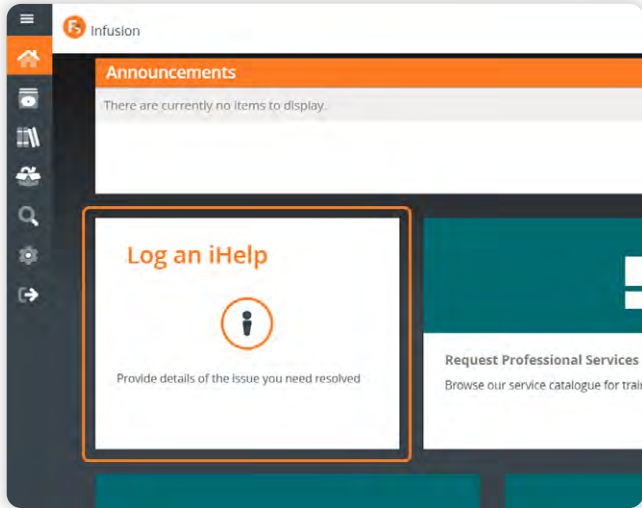 Infusion
Announcements
There are currently no items to display.
Log an iHelp
Provide details of the issue you need resolved
Request Professional Services
Browse our service catalogue for